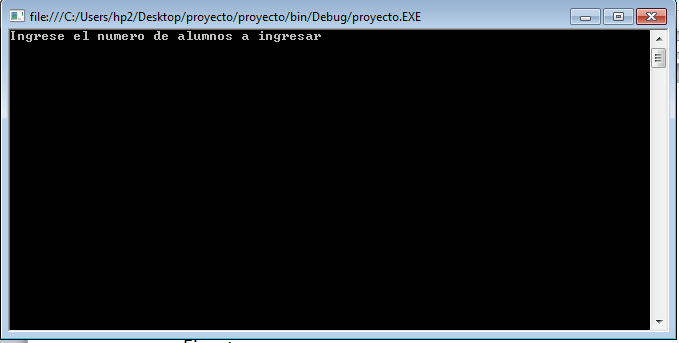 file:///C:/Users/hp2/Desktop/proyecto/proyecto/bin/Debug/proyecto.EXE
Ingrese el numero de alumnos a ingresar